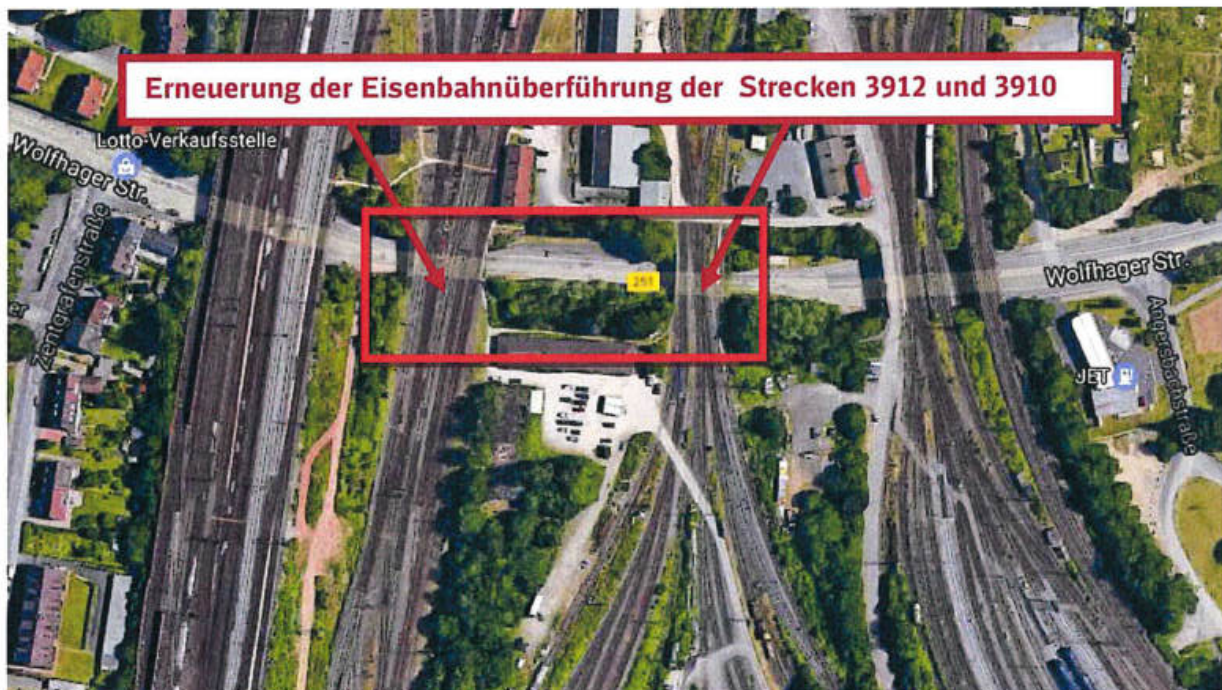 Erneuerung der Eisenbahnüberführung der Strecken 3912 und 3910
Lotto-Verkaufsstelle
Wolfhager Str.
Zentgrafenstraße
251
Wolfhager Str.
JET
Angersbachstraße